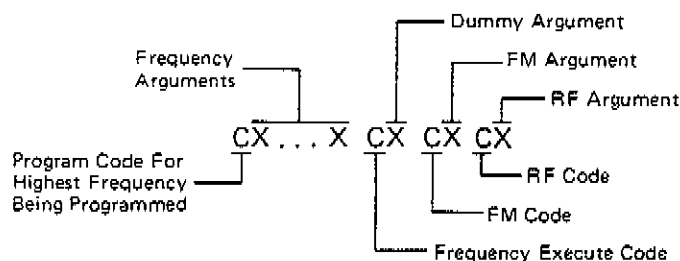 Dummy Argument
Frequency
Arguments
FM Argument
RF Argument
CX...X CX CX CX
Program Code For
Highest Frequency
Being Programmed
RF Code
FM Code
Frequency Execute Code